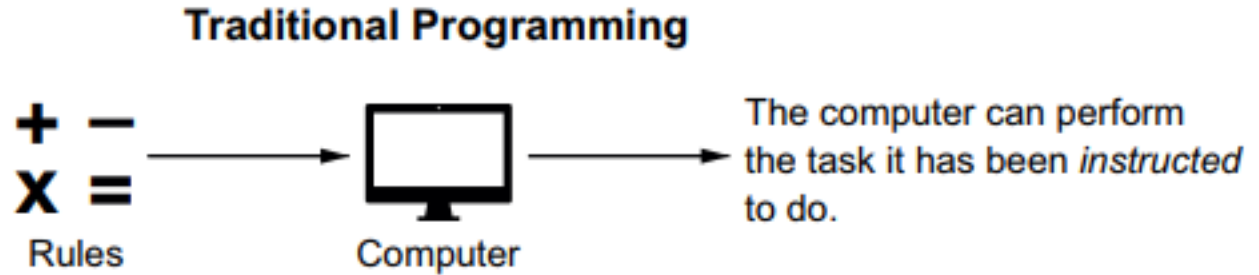 Traditional Programming
+ −
x =
Rules
Computer
The computer can perform
the task it has been instructed
to do.